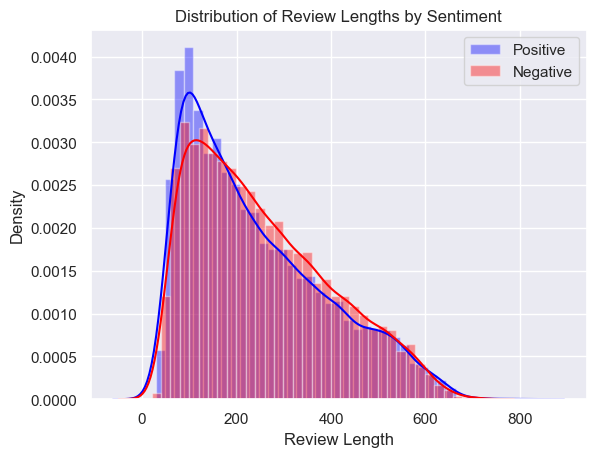 Distribution of Review Lengths by Sentiment
Positive
Negative
0.0040
0.0035
0.0030
0.0025
0.0020
0.0015
0.0010
0.0005
0.0000
Density
0 200 400 600 800
Review Length